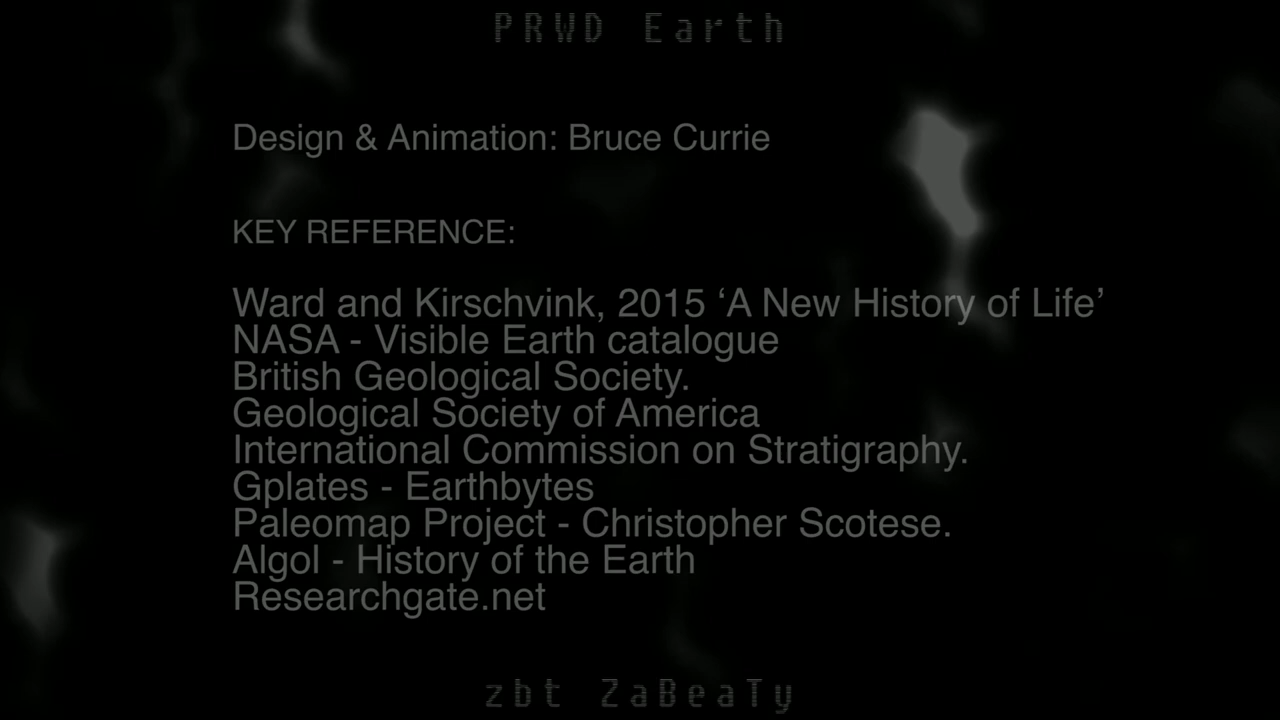 PRWD Earth
Design & Animation: Bruce Currie
KEY REFERENCE:
Ward and Kirschvink, 2015 ‘A New History of Life’
NASA - Visible Earth catalogue
British Geological Society.
Geological Society of America
International Commission on Stratigraphy.
Gplates - Earthbytes
Paleomap Project - Christopher Scotese.
Algol - History of the Earth
Researchgate.net
zbt ZaBeaTy